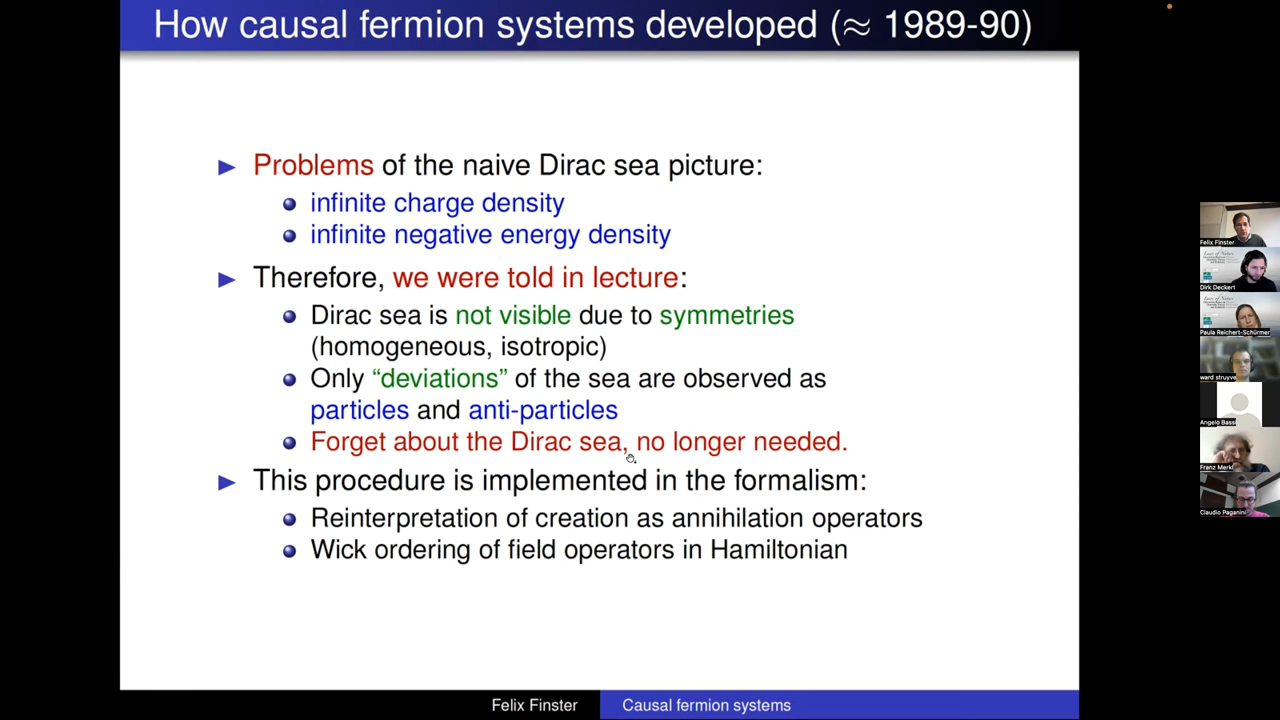 How causal fermion systems developed (≈ 1989-90)
Problems of the naive Dirac sea picture:
infinite charge density
infinite negative energy density
Therefore, we were told in lecture:
Dirac sea is not visible due to symmetries
(homogeneous, isotropic)
Only “deviations” of the sea are observed as
particles and anti-particles
Forget about the Dirac sea, no longer needed.
This procedure is implemented in the formalism:
Reinterpretation of creation as annihilation operators
Wick ordering of field operators in Hamiltonian
Felix Finster
Causal fermion systems
Felix Finster
Dirk Deckert
Paula Reichert-Schürmer
ward struyve
Angelo Bassi
Franz Merkl
Claudio Paganini